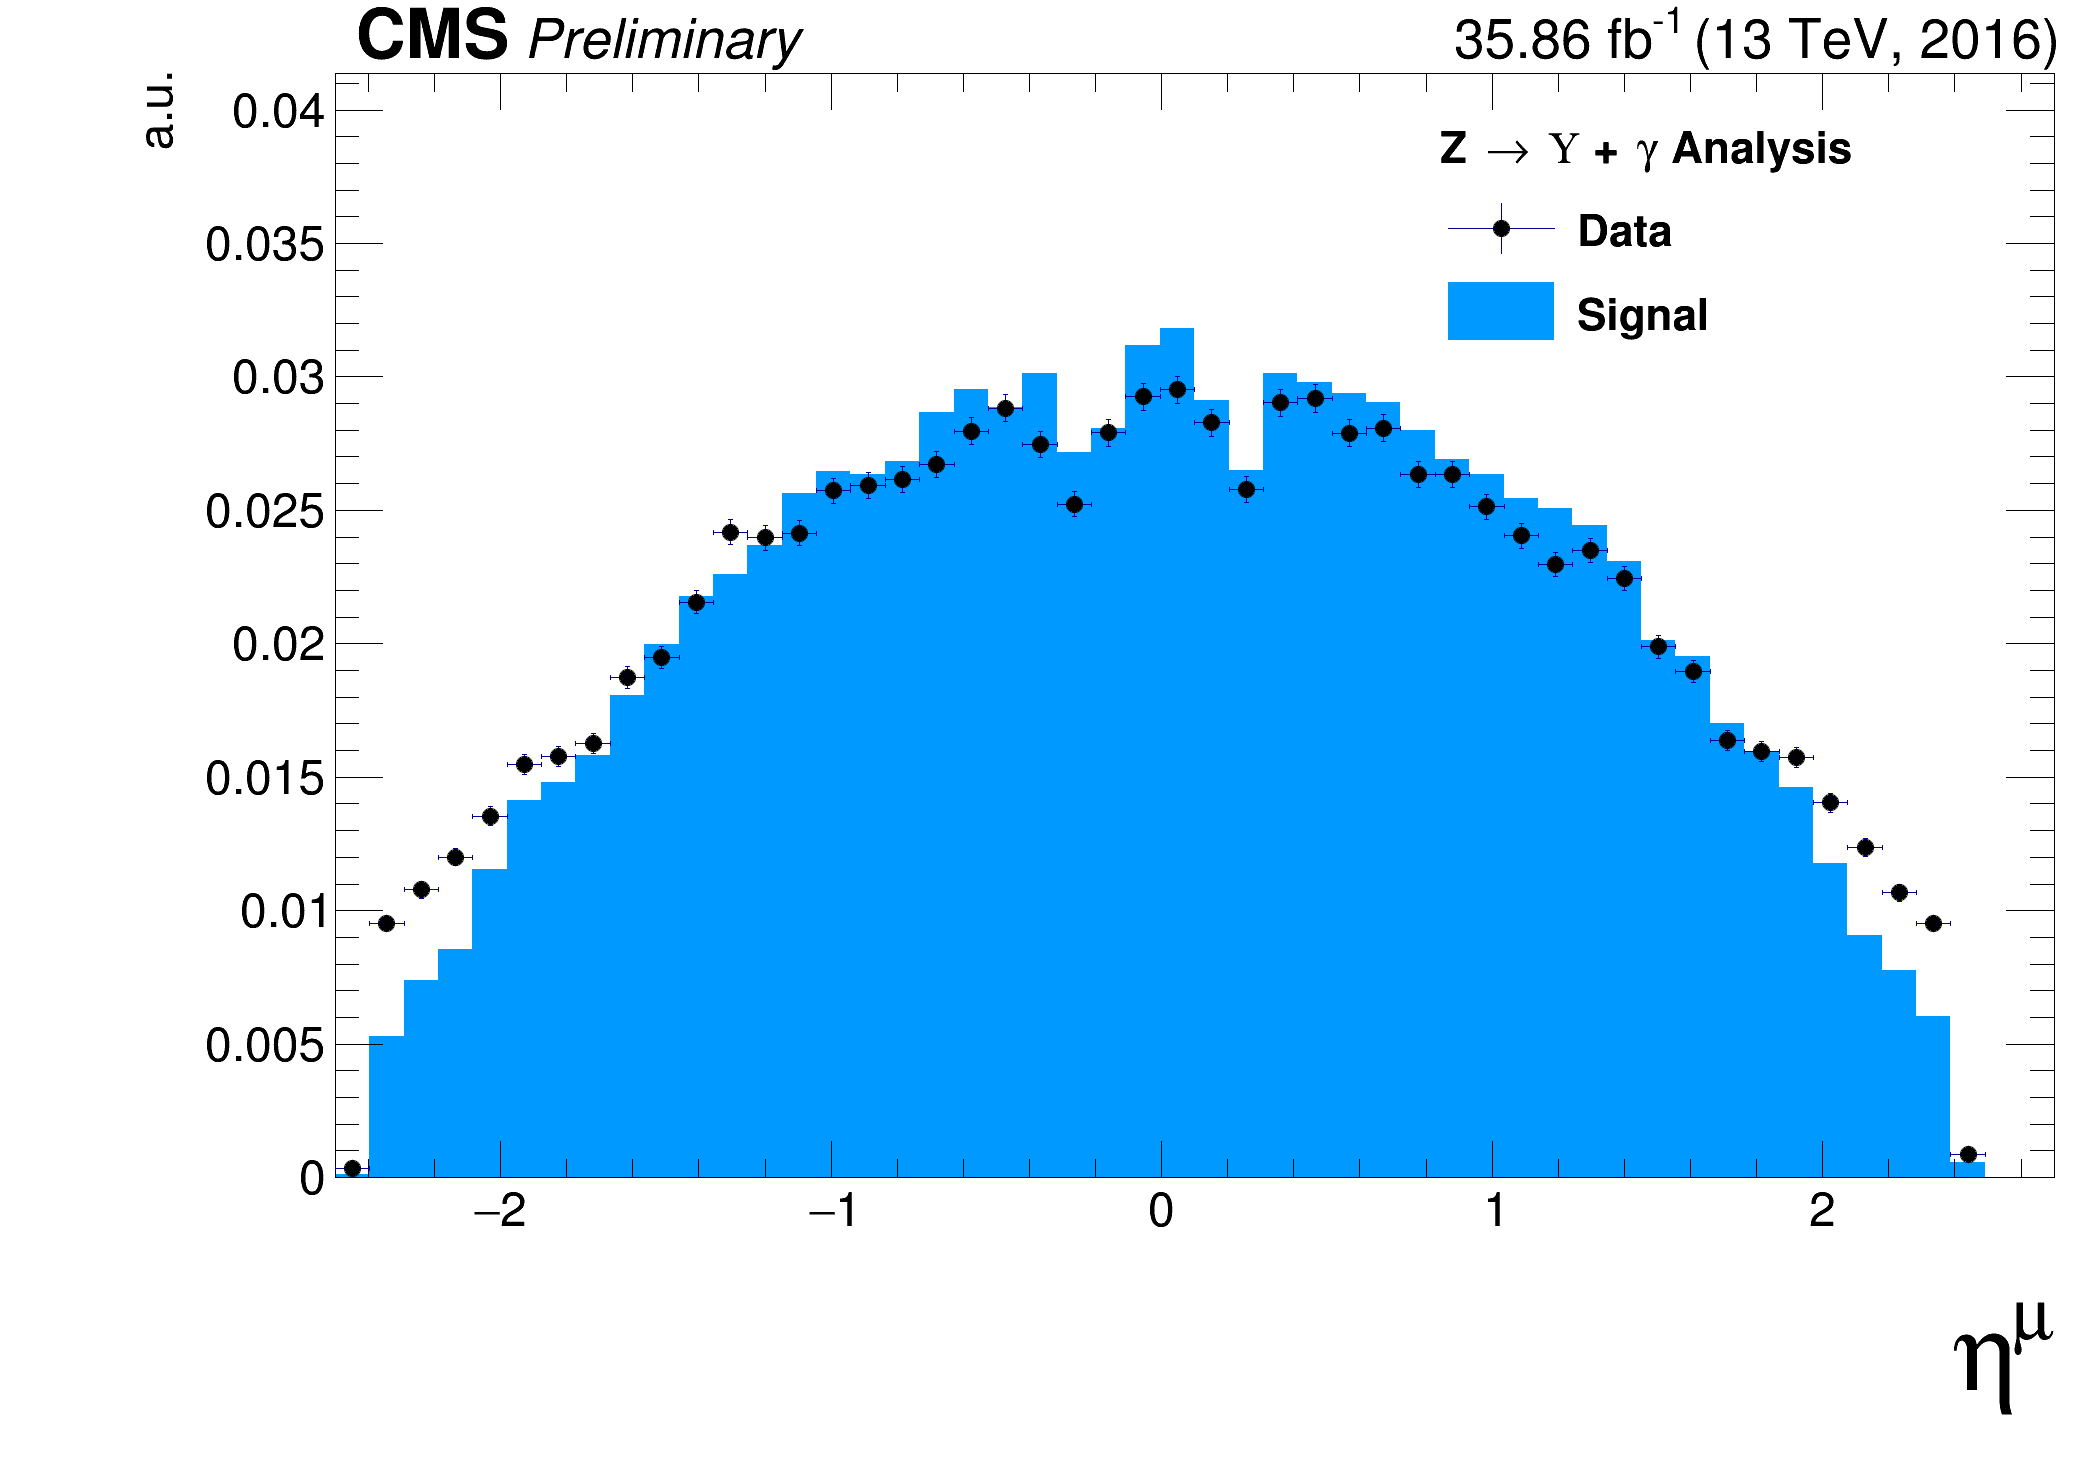 CMS Preliminary 35.86 fb⁻¹ (13 TeV, 2016)
a.u.
0.04
0.035
0.03
0.025
0.02
0.015
0.01
0.005
0
Z → Υ + γ Analysis
Data
Signal
−2 −1 0 1 2
η^μ